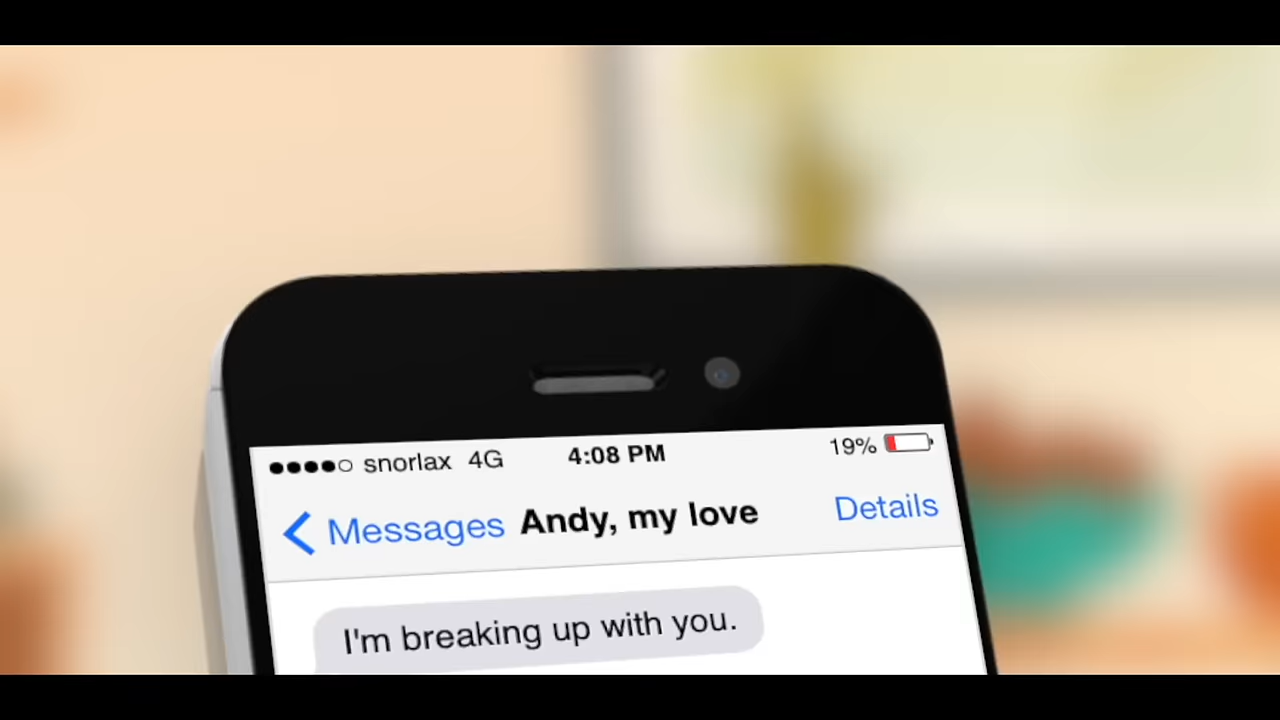 snorlax 4G 4:08 PM 19%
Messages Andy, my love Details
I'm breaking up with you.